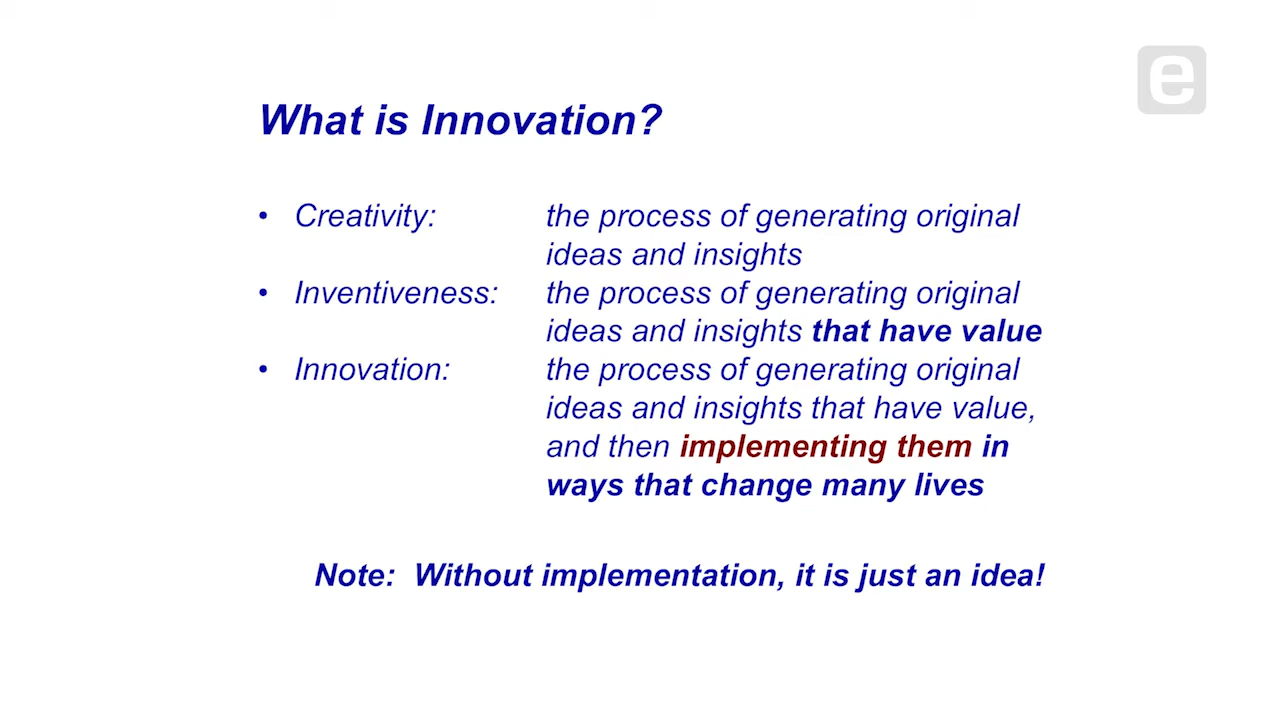 e
What is Innovation?
• Creativity: the process of generating original
ideas and insights
• Inventiveness: the process of generating original
ideas and insights that have value
• Innovation: the process of generating original
ideas and insights that have value,
and then implementing them in
ways that change many lives
Note: Without implementation, it is just an idea!